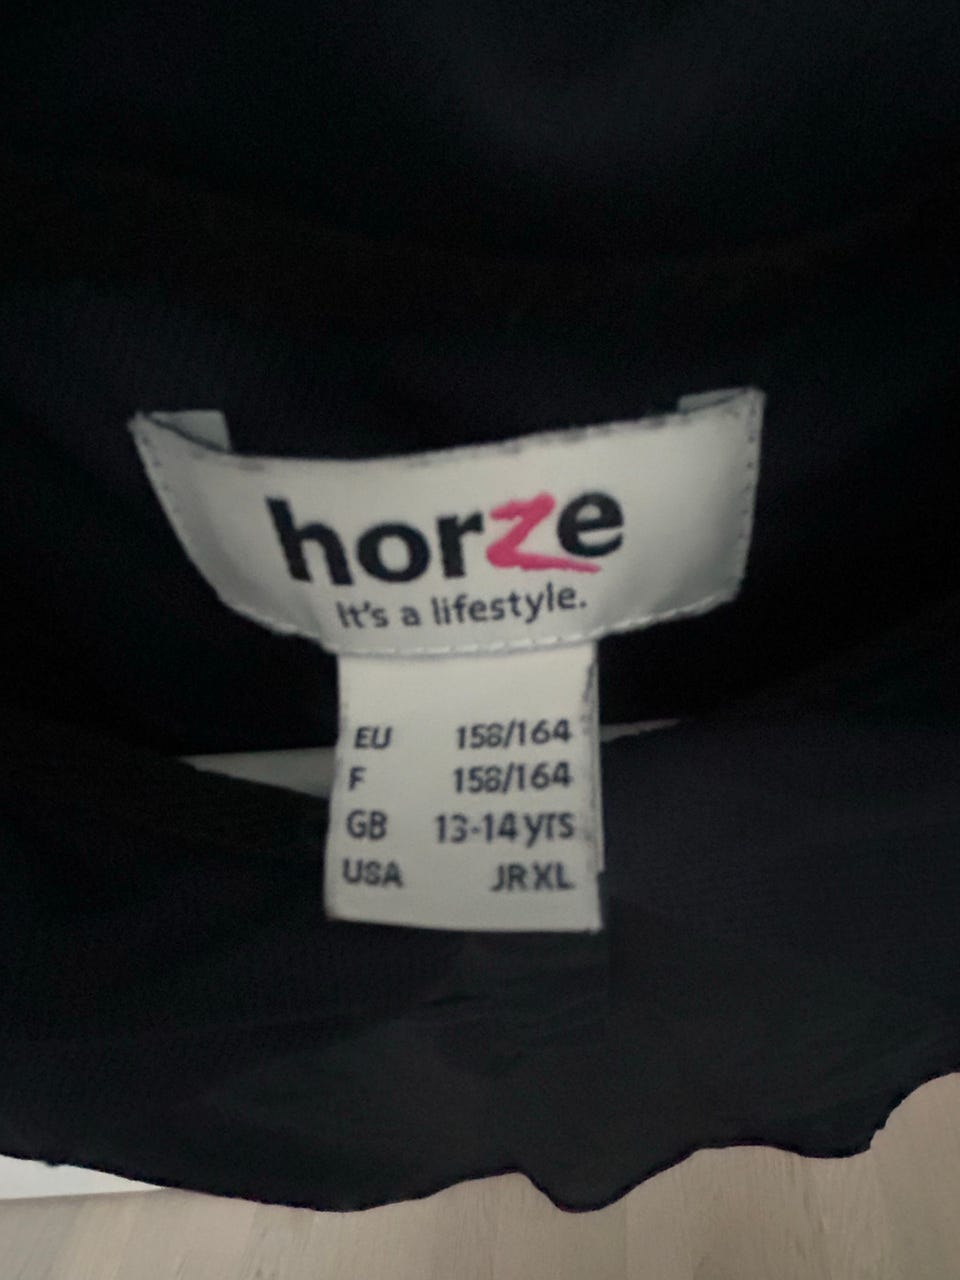 horze
It's a lifestyle.
EU 158/164
F 158/164
GB 13-14 yrs
USA JR XL